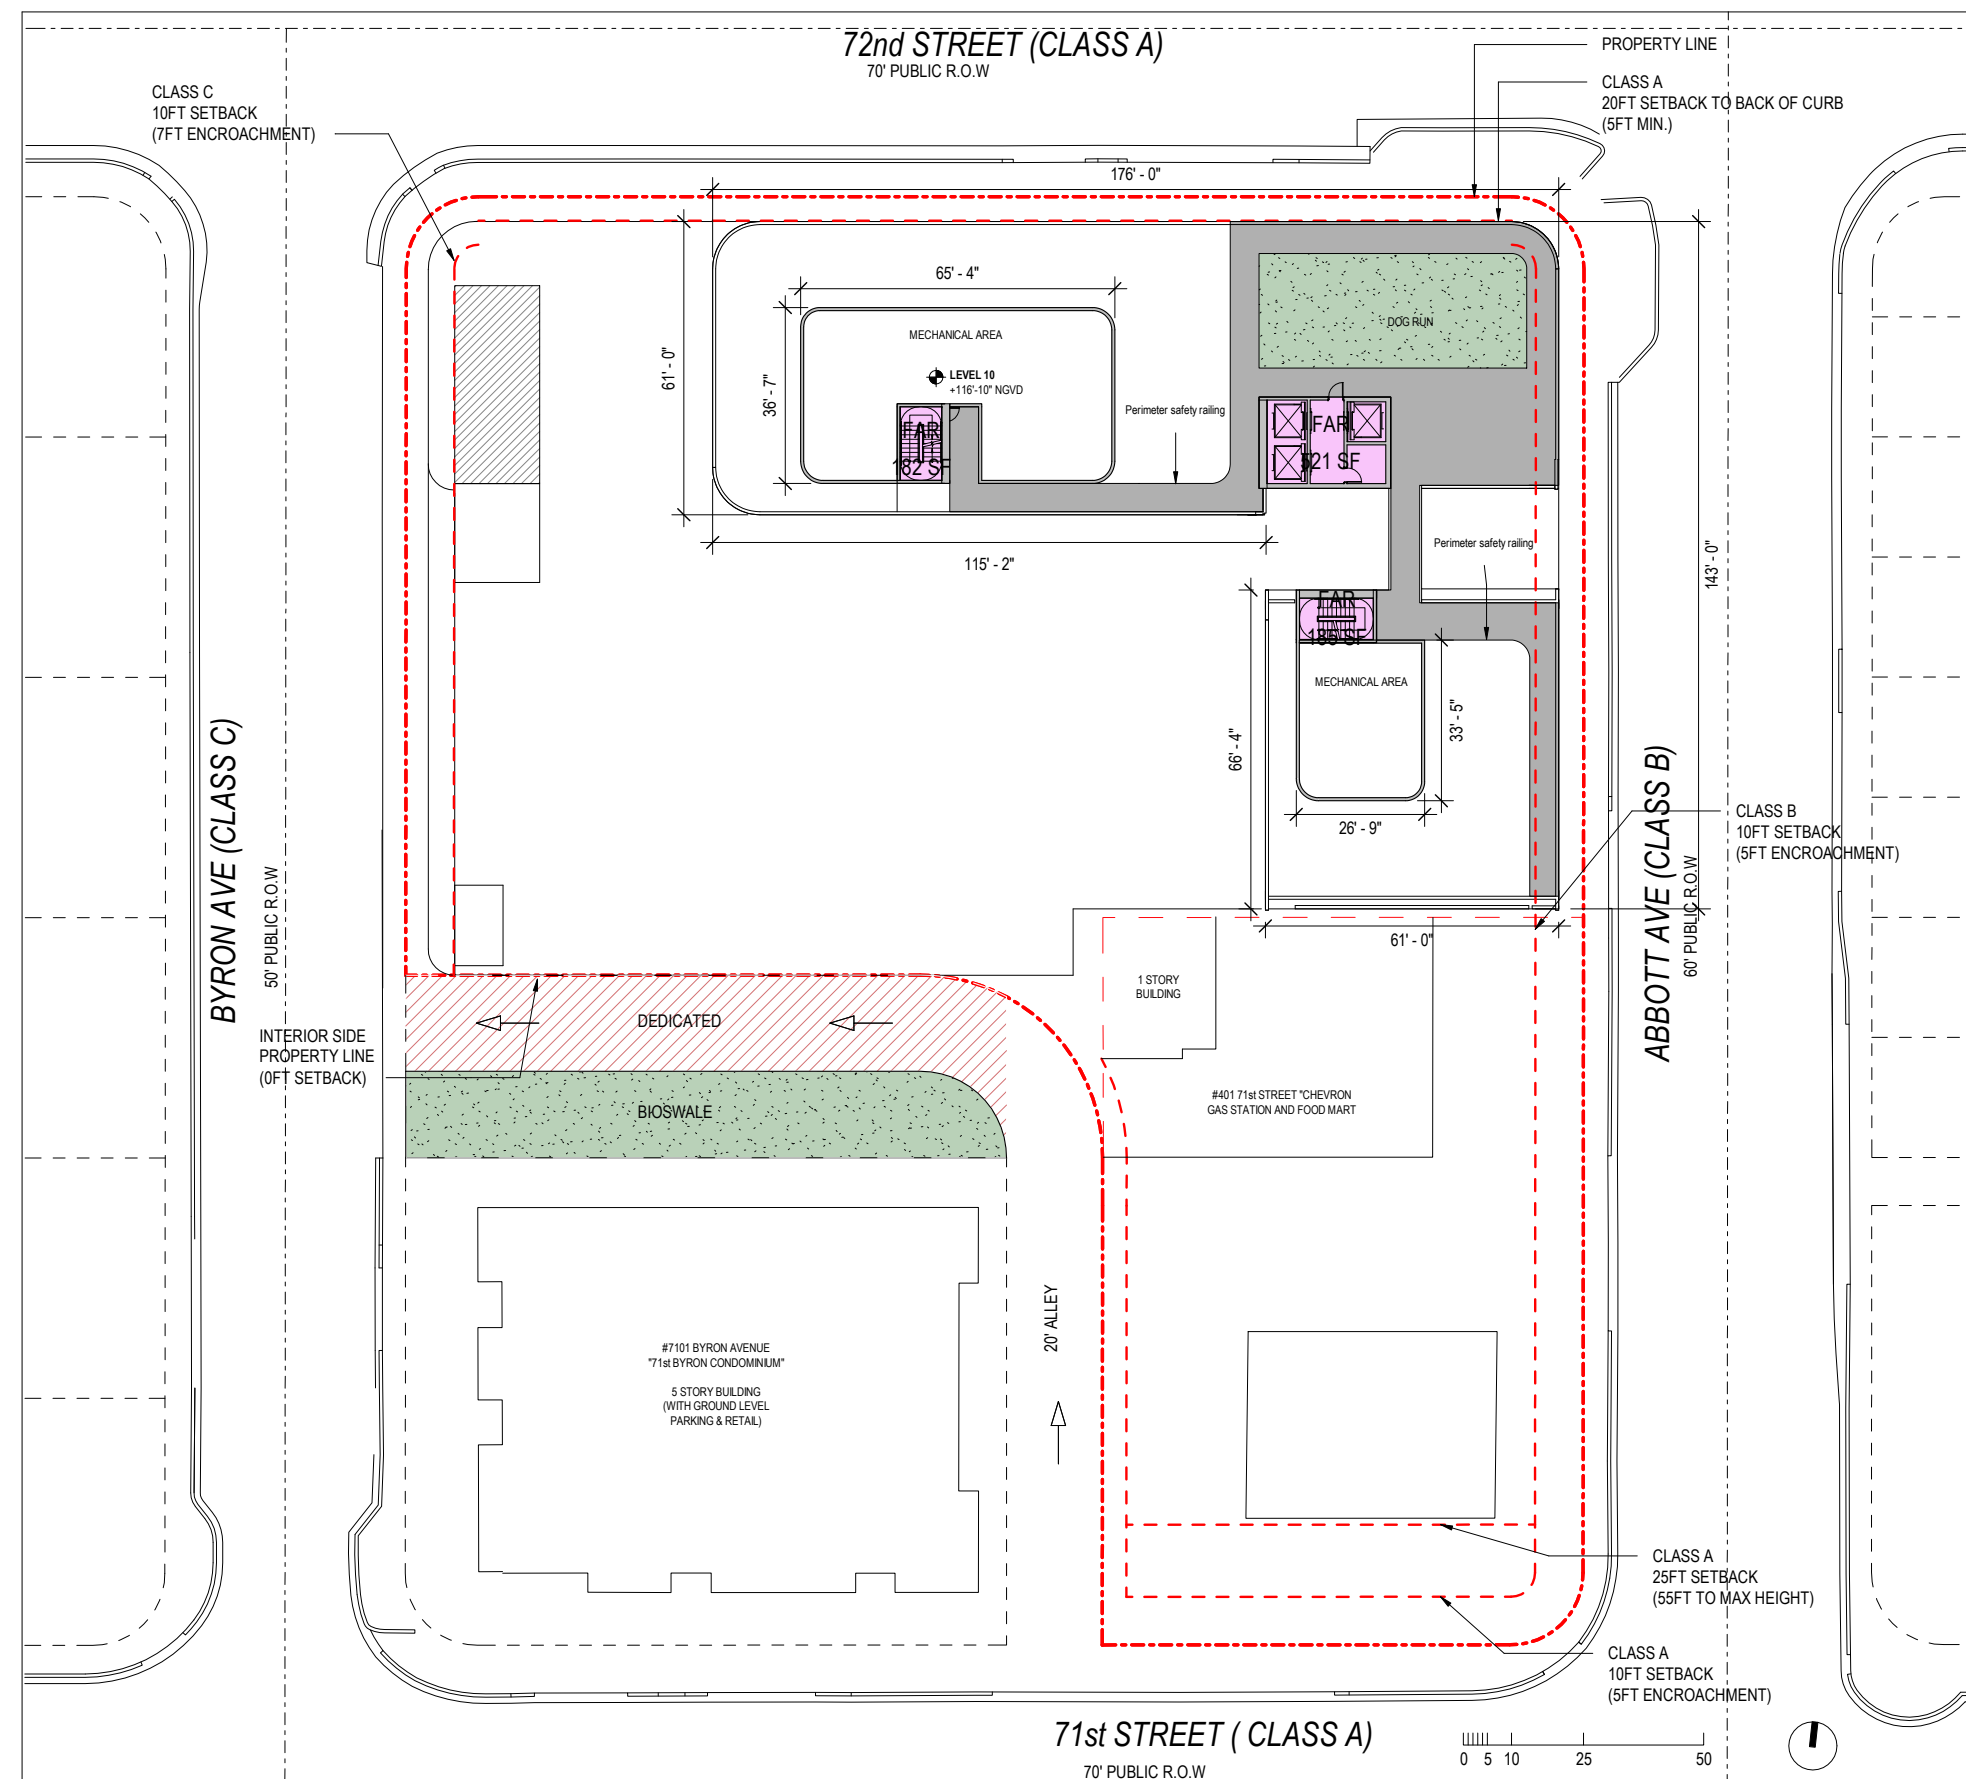 72nd STREET (CLASS A)
70' PUBLIC R.O.W
PROPERTY LINE
CLASS A
20FT SETBACK TO BACK OF CURB
(5FT MIN.)
CLASS C
10FT SETBACK
(7FT ENCROACHMENT)
176' - 0"
65' - 4"
MECHANICAL AREA
LEVEL 10
+116'-10" NGVD
61' - 0"
36' - 7"
DOG RUN
Perimeter safety railing
FAR
182 SF
FAR
521 SF
115' - 2"
Perimeter safety railing
143' - 0"
FAR
185 SF
MECHANICAL AREA
66' - 4"
33' - 5"
26' - 9"
61' - 0"
BYRON AVE (CLASS C)
50' PUBLIC R.O.W
ABBOTT AVE (CLASS B)
60' PUBLIC R.O.W
CLASS B
10FT SETBACK
(5FT ENCROACHMENT)
1 STORY
BUILDING
INTERIOR SIDE
PROPERTY LINE
(0FT SETBACK)
DEDICATED
BIOSWALE
#401 71st STREET "CHEVRON
GAS STATION AND FOOD MART
#7101 BYRON AVENUE
"71st BYRON CONDOMINIUM"
5 STORY BUILDING
(WITH GROUND LEVEL
PARKING & RETAIL)
20' ALLEY
CLASS A
25FT SETBACK
(55FT TO MAX HEIGHT)
CLASS A
10FT SETBACK
(5FT ENCROACHMENT)
71st STREET ( CLASS A)
70' PUBLIC R.O.W
0 5 10 25 50